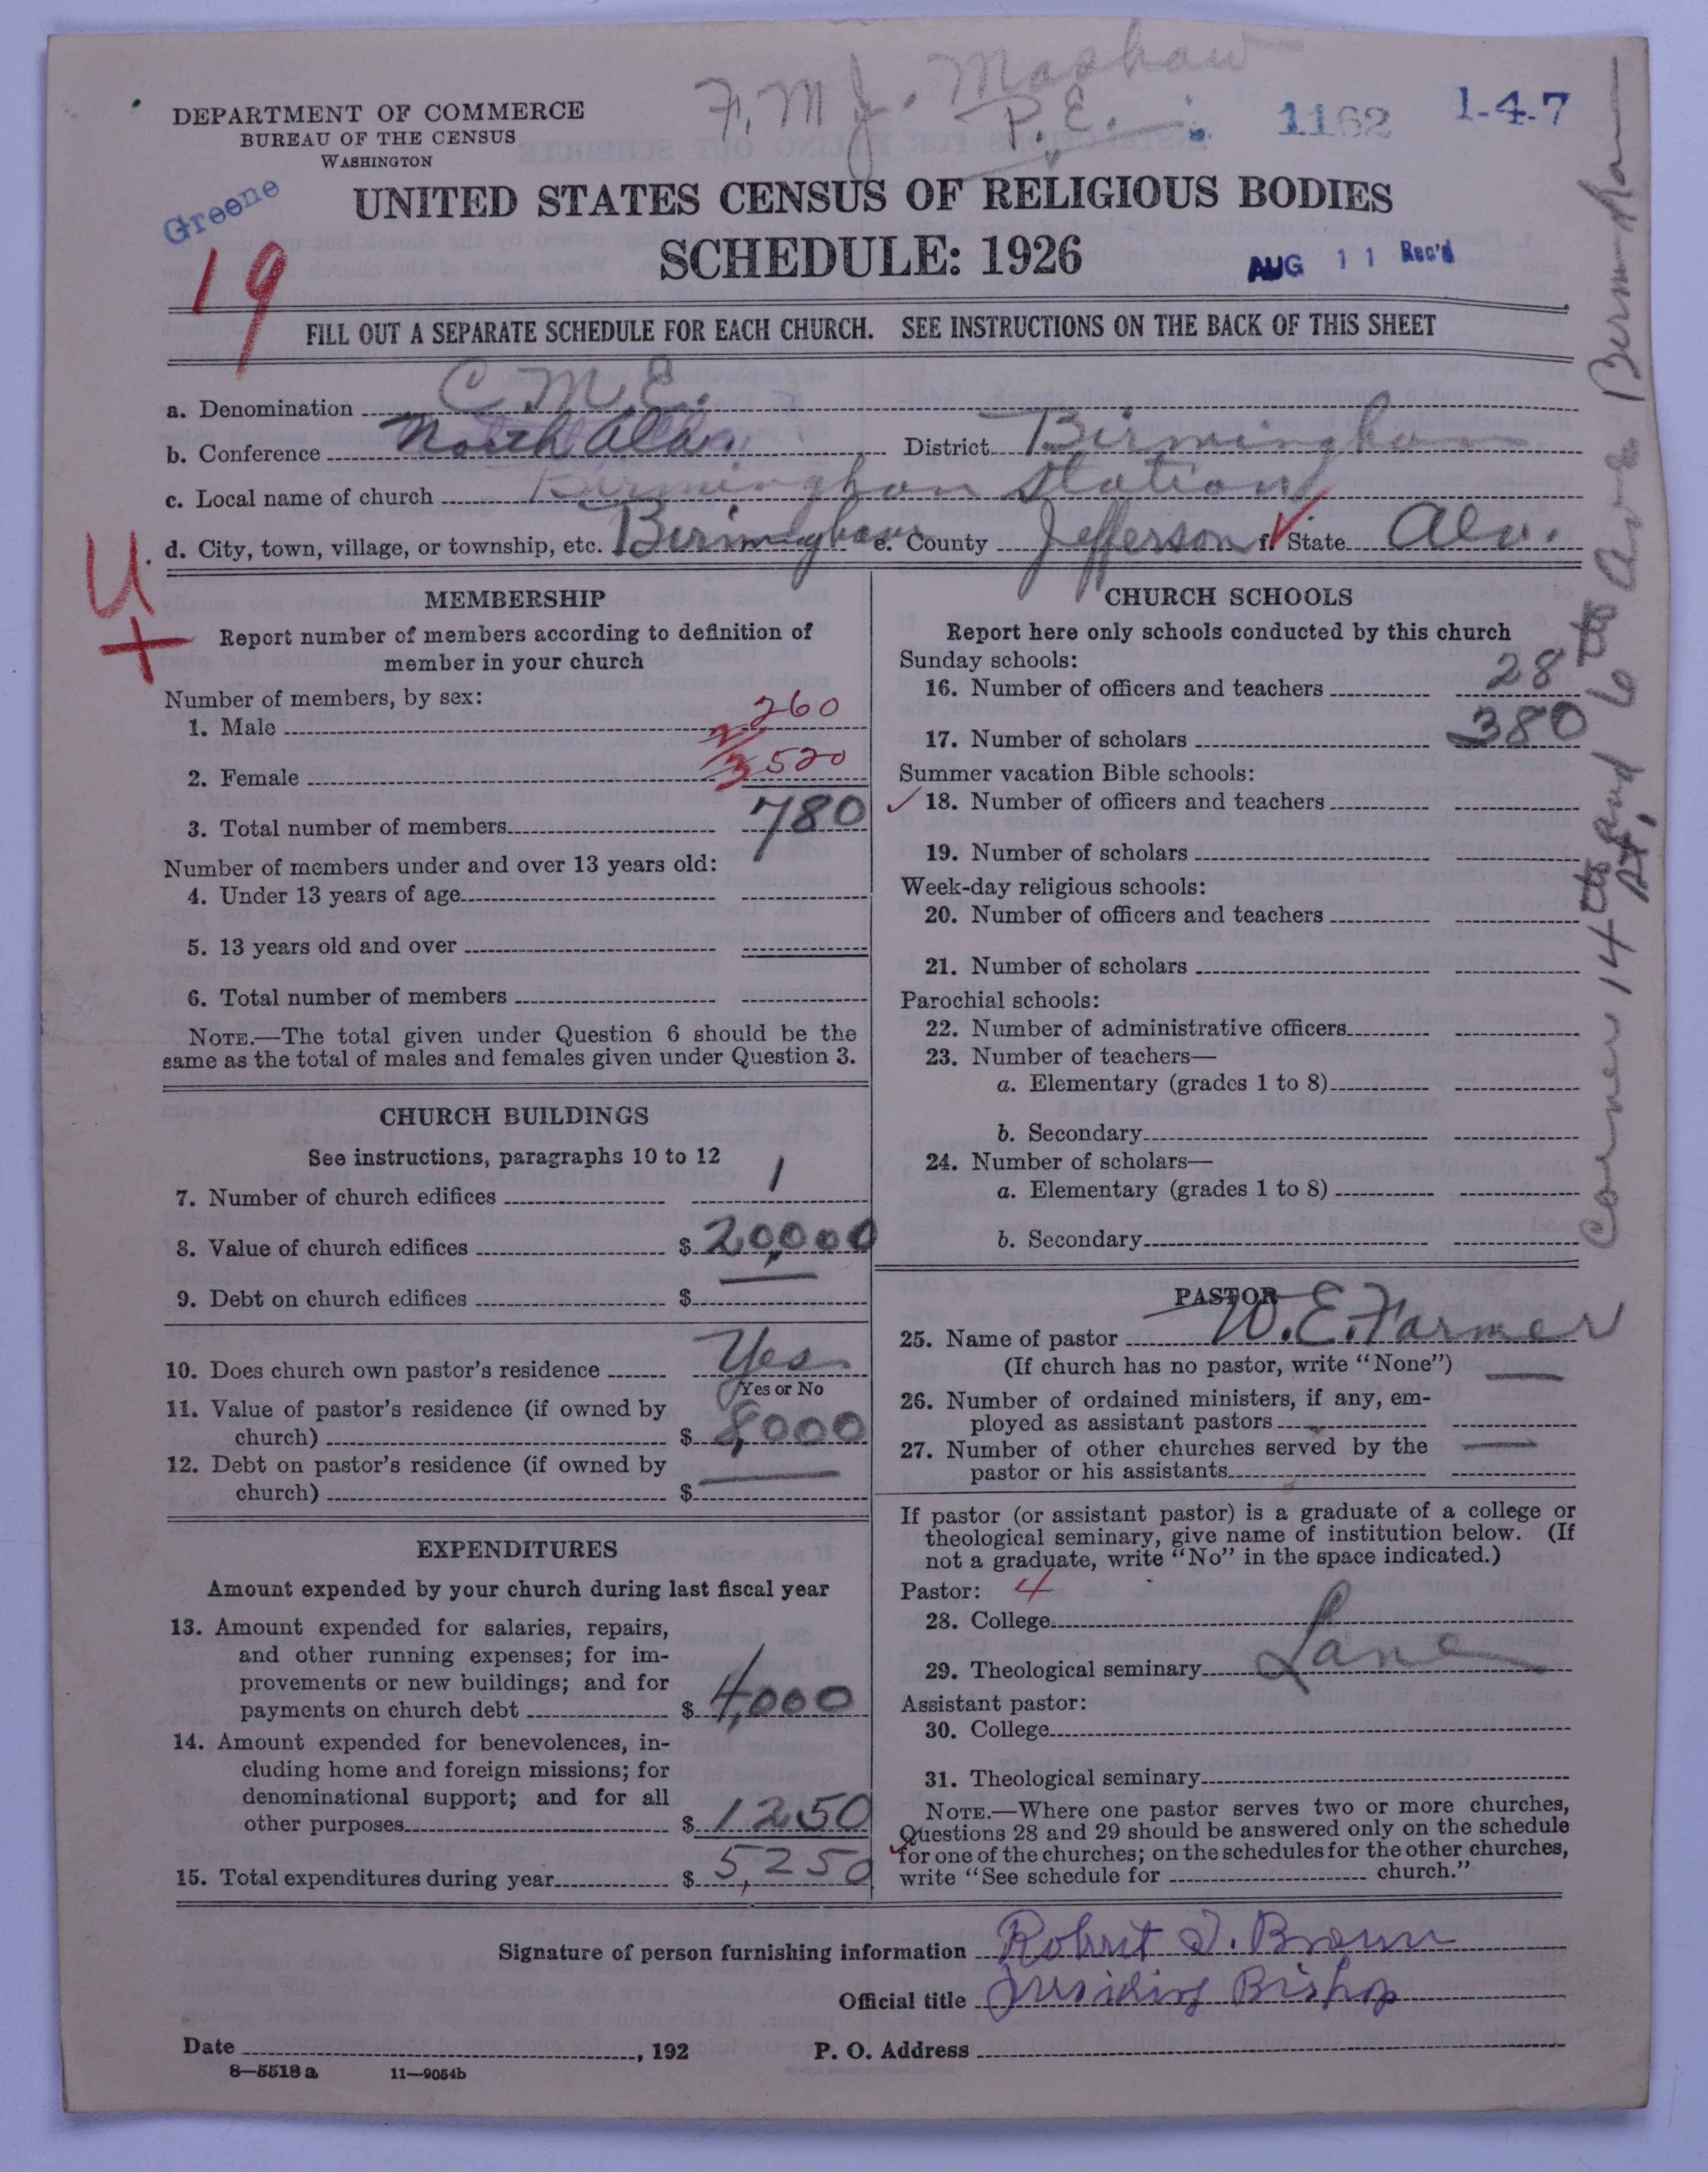 F. M. J. Mashaw
P. E.
1162
1-4-7
DEPARTMENT OF COMMERCE
BUREAU OF THE CENSUS
WASHINGTON
Greene
19
UNITED STATES CENSUS OF RELIGIOUS BODIES
SCHEDULE: 1926
AUG 11 Rec'd
FILL OUT A SEPARATE SCHEDULE FOR EACH CHURCH. SEE INSTRUCTIONS ON THE BACK OF THIS SHEET
a. Denomination C. M. E.
b. Conference North Ala. District Birmingham
c. Local name of church Birmingham Station
d. City, town, village, or township, etc. Birmingham e. County Jefferson f. State Ala.
U
+
MEMBERSHIP
Report number of members according to definition of
member in your church
Number of members, by sex:
1. Male 260
2/3
2. Female 520
3. Total number of members 780
Number of members under and over 13 years old:
4. Under 13 years of age
5. 13 years old and over
6. Total number of members
NOTE.—The total given under Question 6 should be the
same as the total of males and females given under Question 3.
CHURCH BUILDINGS
See instructions, paragraphs 10 to 12
7. Number of church edifices 1
8. Value of church edifices $ 20,000
9. Debt on church edifices $
10. Does church own pastor's residence Yes
Yes or No
11. Value of pastor's residence (if owned by
church) $ 8,000
12. Debt on pastor's residence (if owned by
church) $
EXPENDITURES
Amount expended by your church during last fiscal year
13. Amount expended for salaries, repairs,
and other running expenses; for im-
provements or new buildings; and for
payments on church debt $ 4,000
14. Amount expended for benevolences, in-
cluding home and foreign missions; for
denominational support; and for all
other purposes $ 1250
15. Total expenditures during year $ 5,250
CHURCH SCHOOLS
Report here only schools conducted by this church
Sunday schools:
16. Number of officers and teachers 28
17. Number of scholars 380
Summer vacation Bible schools:
18. Number of officers and teachers
19. Number of scholars
Week-day religious schools:
20. Number of officers and teachers
21. Number of scholars
Parochial schools:
22. Number of administrative officers
23. Number of teachers—
a. Elementary (grades 1 to 8)
b. Secondary
24. Number of scholars—
a. Elementary (grades 1 to 8)
b. Secondary
PASTOR
25. Name of pastor W. E. Farmer
(If church has no pastor, write "None")
26. Number of ordained ministers, if any, em-
ployed as assistant pastors
27. Number of other churches served by the
pastor or his assistants
If pastor (or assistant pastor) is a graduate of a college or
theological seminary, give name of institution below. (If
not a graduate, write "No" in the space indicated.)
Pastor: 4
28. College
29. Theological seminary Lane
Assistant pastor:
30. College
31. Theological seminary
NOTE.—Where one pastor serves two or more churches,
Questions 28 and 29 should be answered only on the schedule
for one of the churches; on the schedules for the other churches,
write "See schedule for church."
Signature of person furnishing information Robert T. Brown
Official title Presiding Bishop
Date , 192 P. O. Address
8—5518 a 11—9054b
Corner 14th and 6th Ave
St.